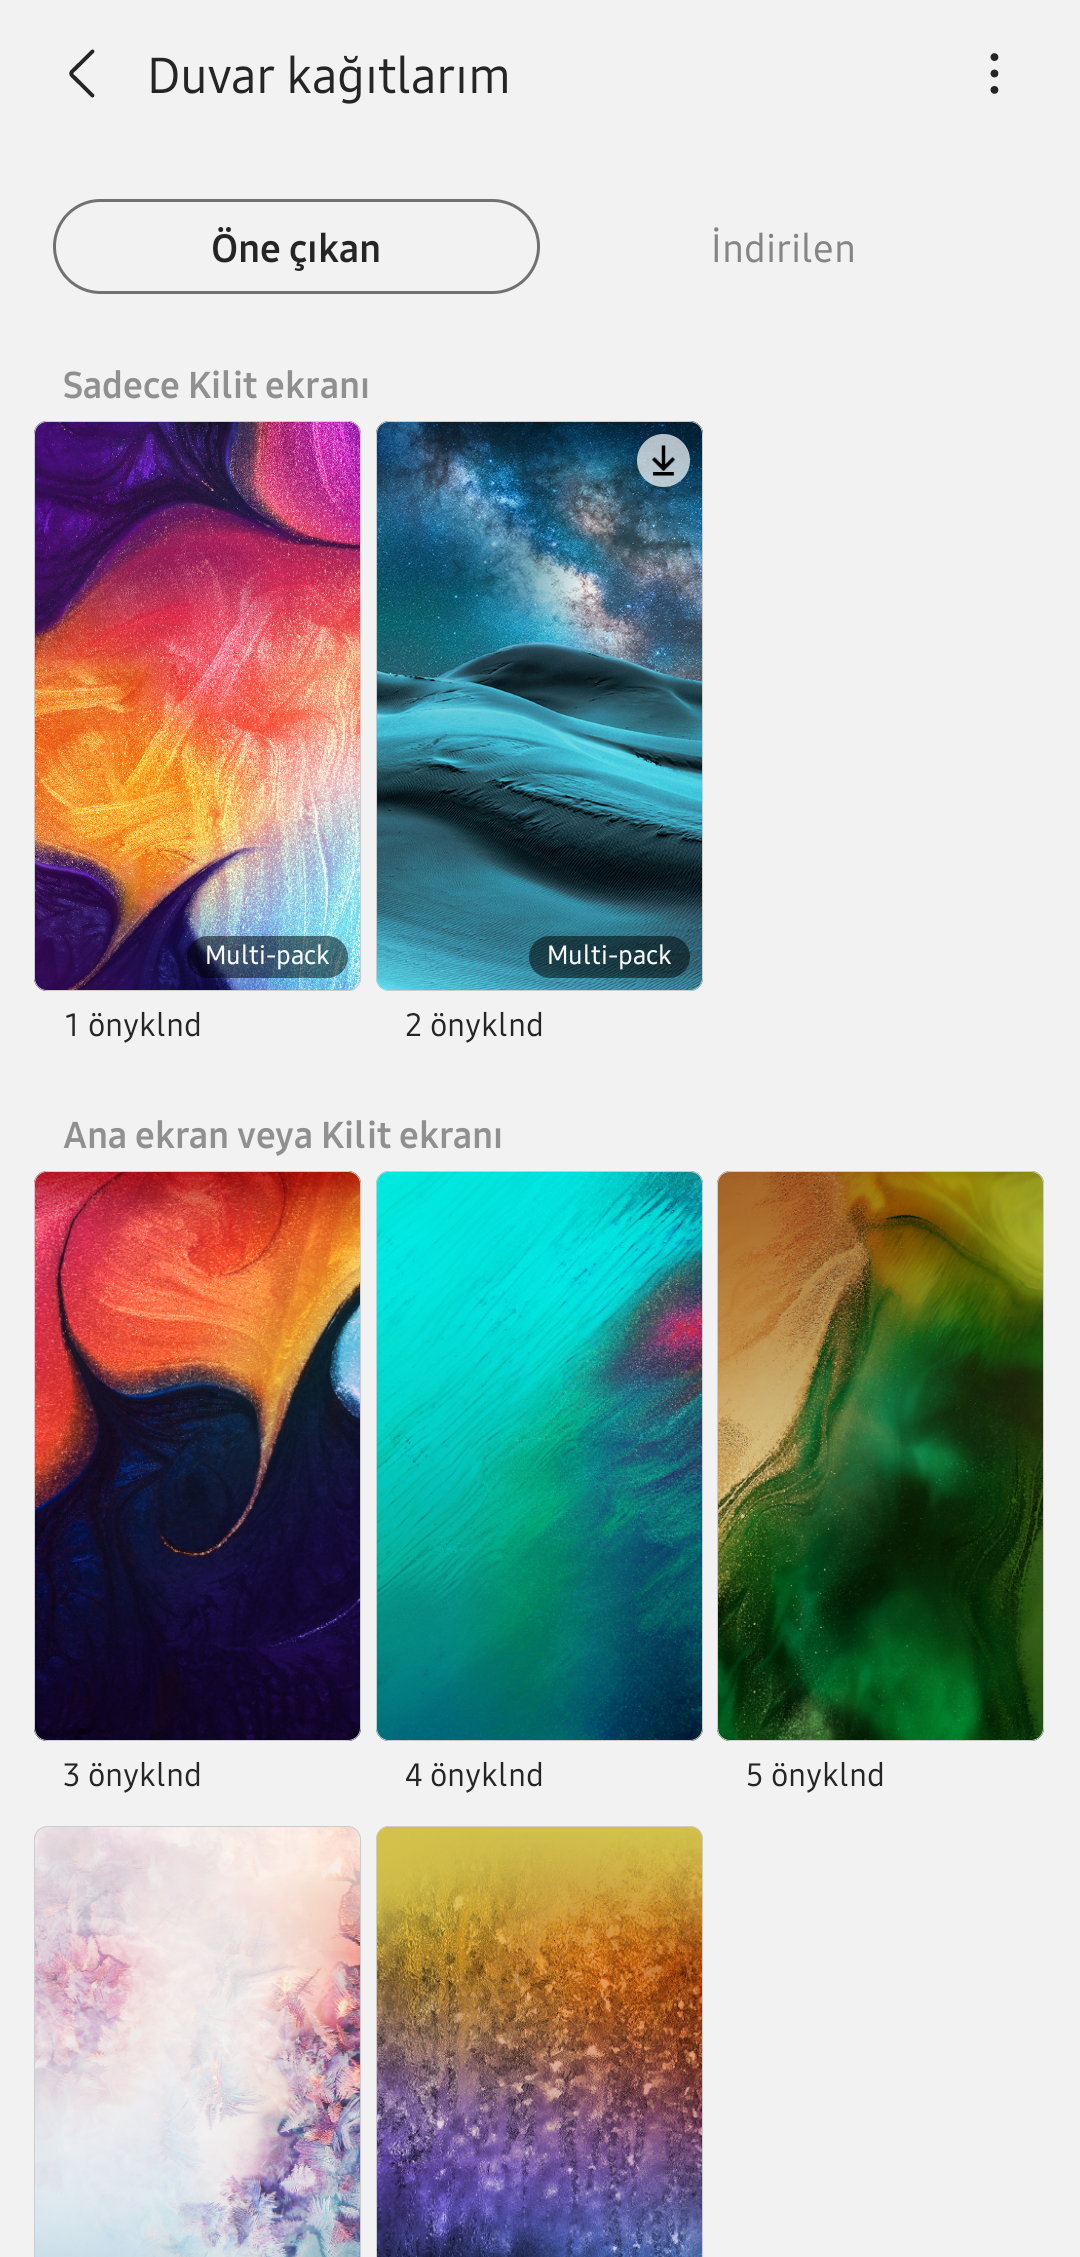 Duvar kağıtlarım
Öne çıkan
İndirilen
Sadece Kilit ekranı
Multi-pack
Multi-pack
1 önyklnd
2 önyklnd
Ana ekran veya Kilit ekranı
3 önyklnd
4 önyklnd
5 önyklnd